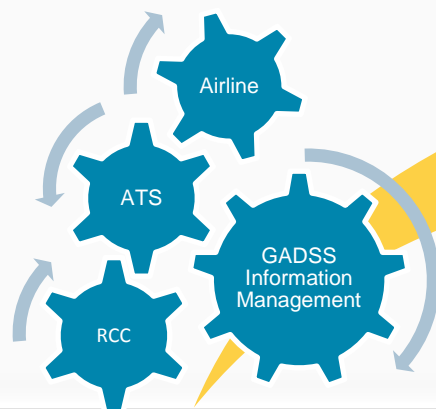 Airline
ATS
GADSS
Information
Management
RCC